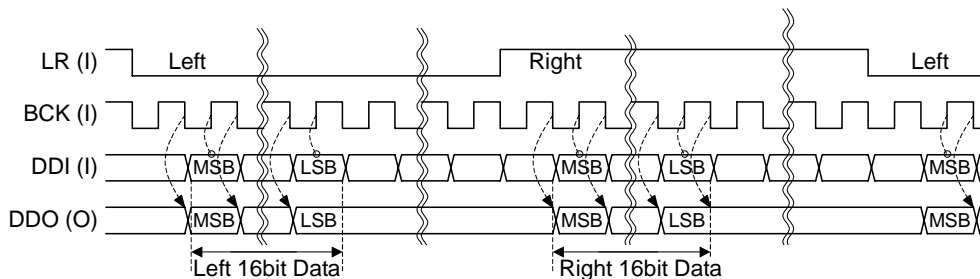 LR (I) Left Right Left
BCK (I)
DDI (I) MSB LSB MSB LSB MSB
DDO (O) MSB LSB MSB LSB MSB
Left 16bit Data Right 16bit Data